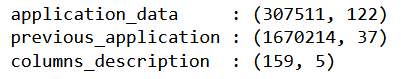 application_data     : (307511, 122)
previous_application : (1670214, 37)
columns_description  : (159, 5)